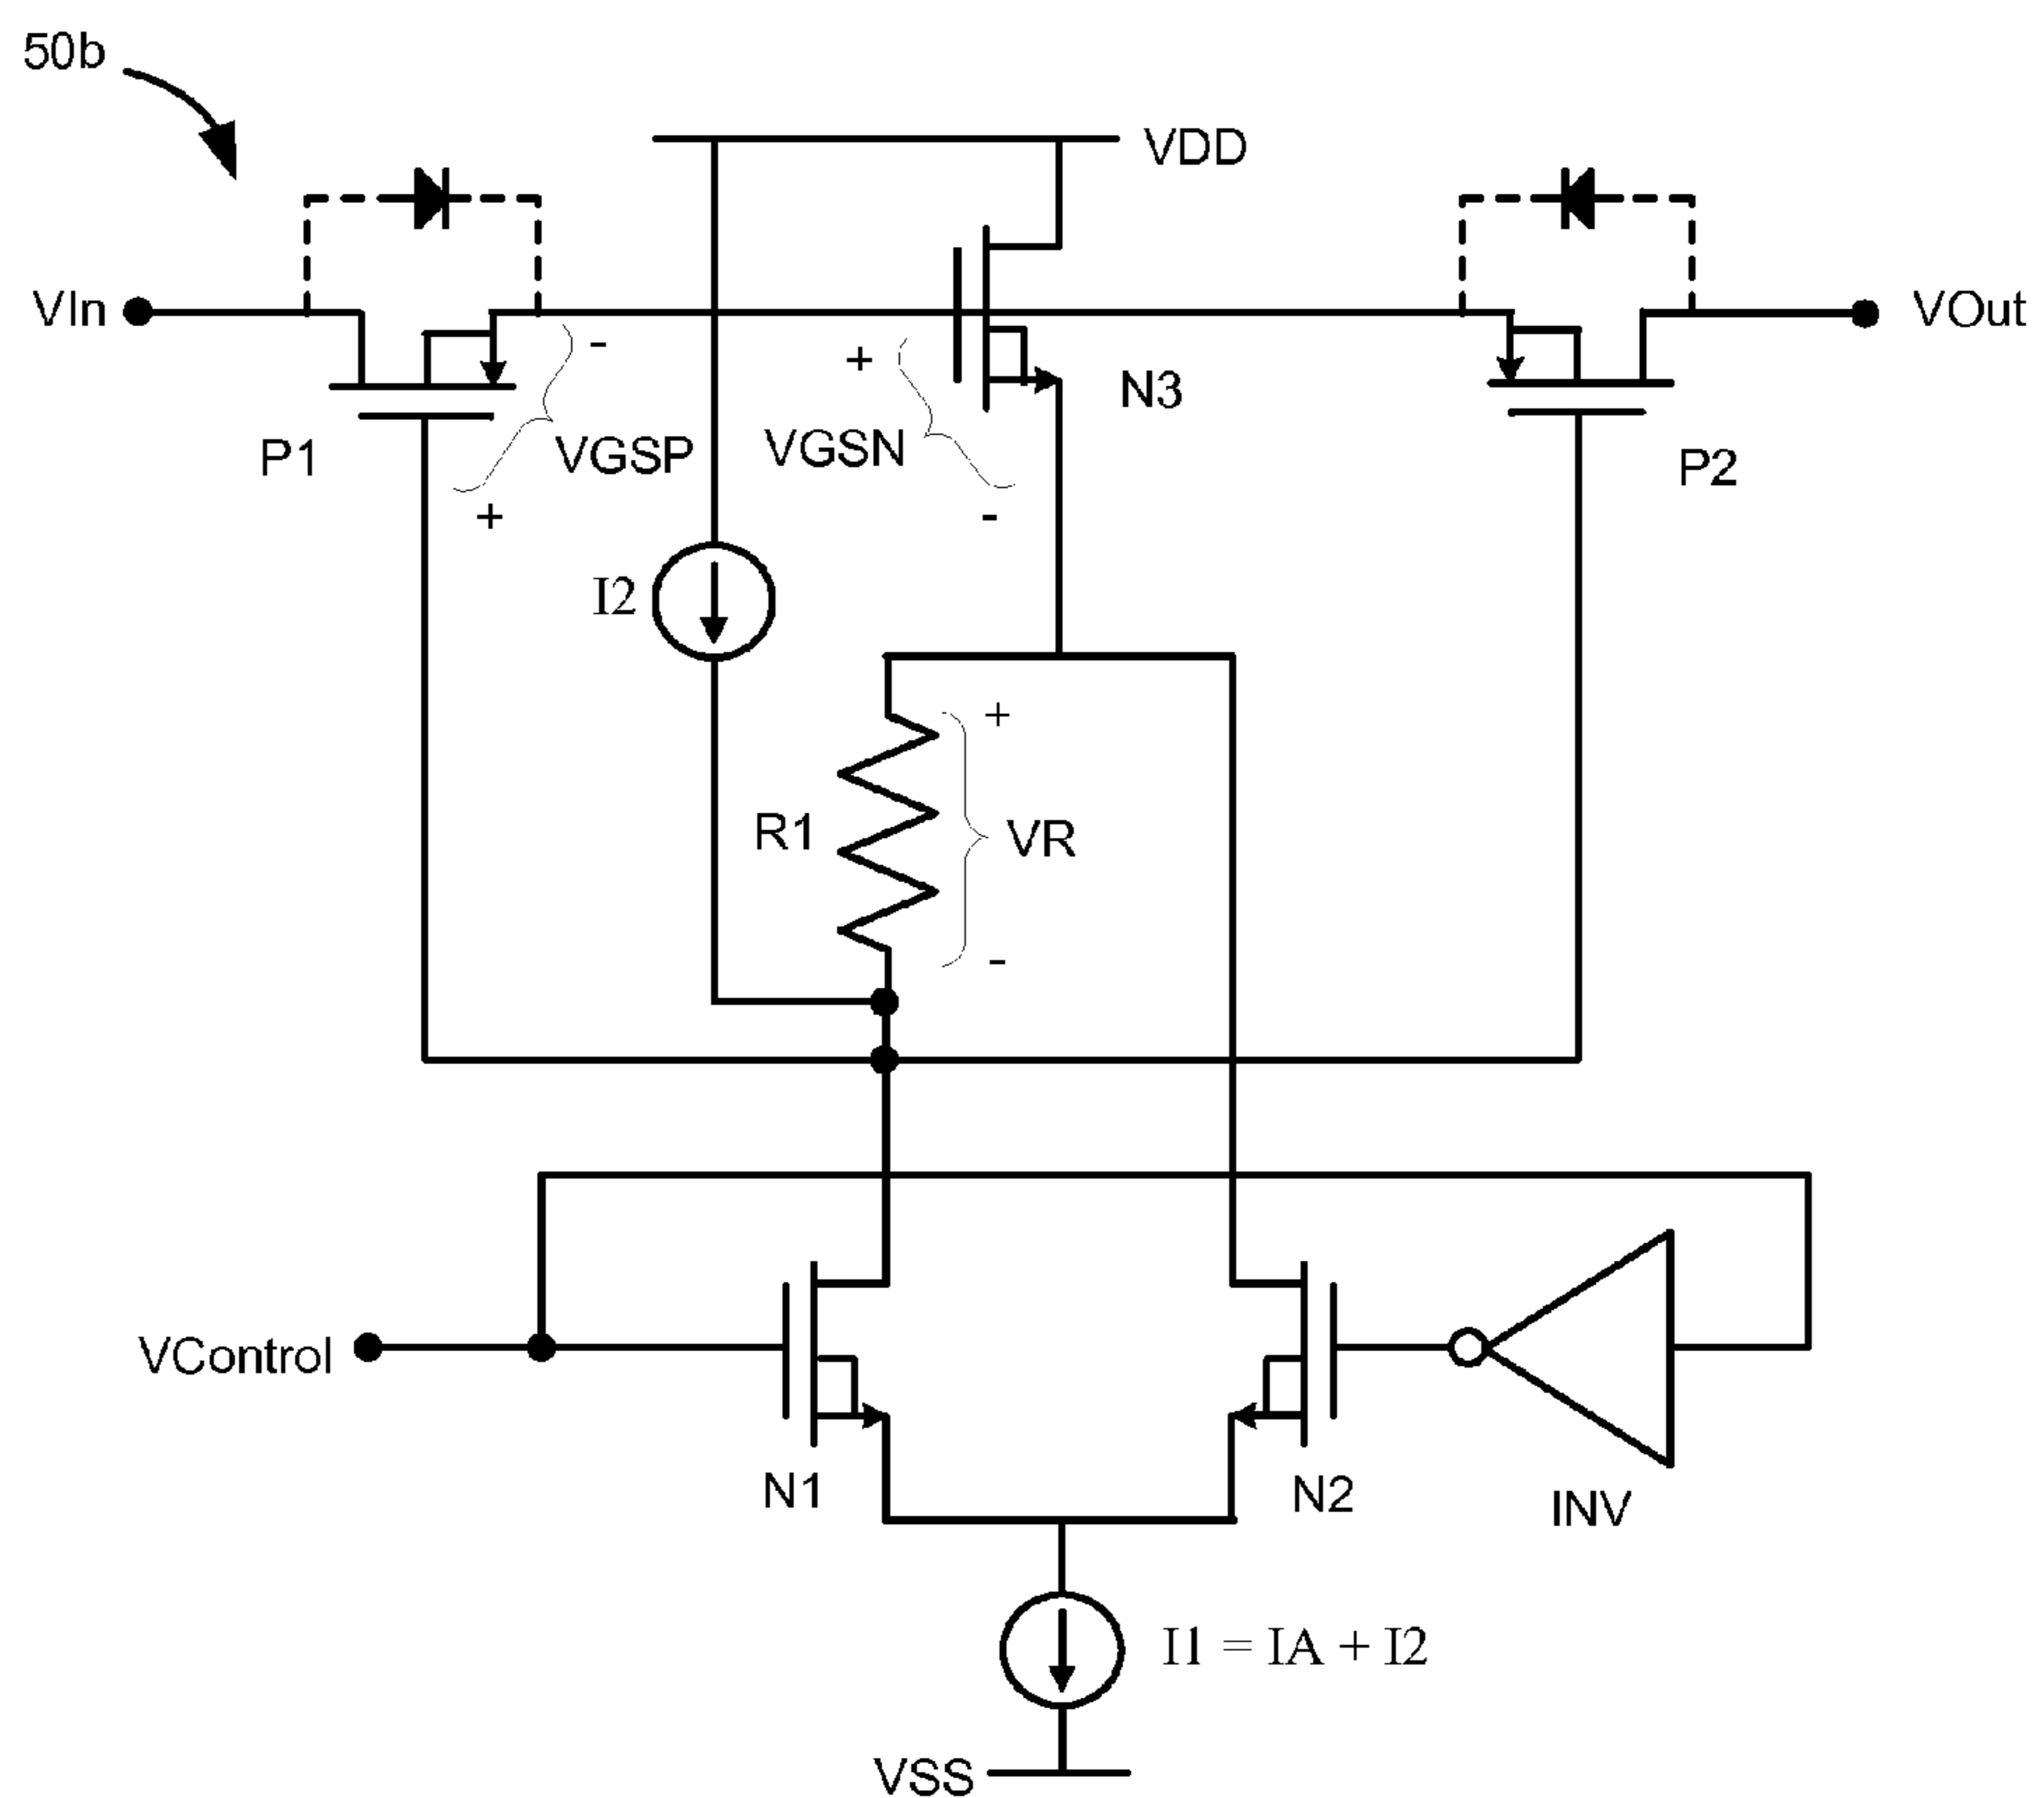 50b
VDD
VIn
VOut
+
-
N3
P1
VGSP
VGSN
P2
+
-
I2
+
R1
VR
-
VControl
N1
N2
INV
I1 = IA + I2
VSS